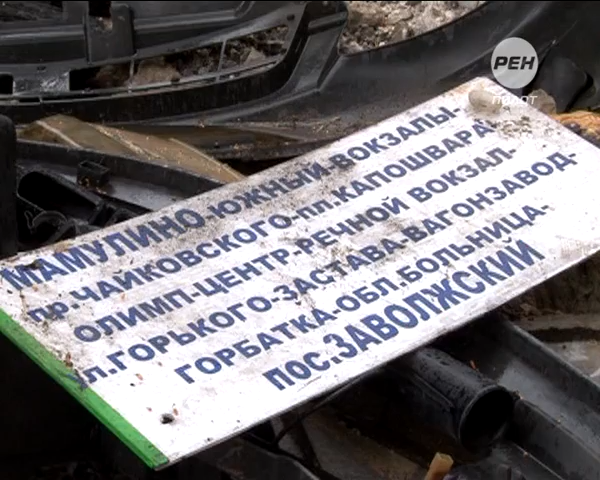 РЕН
ПИЛОТ
МАМУЛИНО-ЮЖНЫЙ-ВОКЗАЛЫ-
ПР.ЧАЙКОВСКОГО-ПЛ.КАПОШВАРА-
ОЛИМП-ЦЕНТР-РЕЧНОЙ ВОКЗАЛ-
УЛ.ГОРЬКОГО-ЗАСТАВА-ВАГОНЗАВОД-
ГОРБАТКА-ОБЛ.БОЛЬНИЦА-
ПОС.ЗАВОЛЖСКИЙ